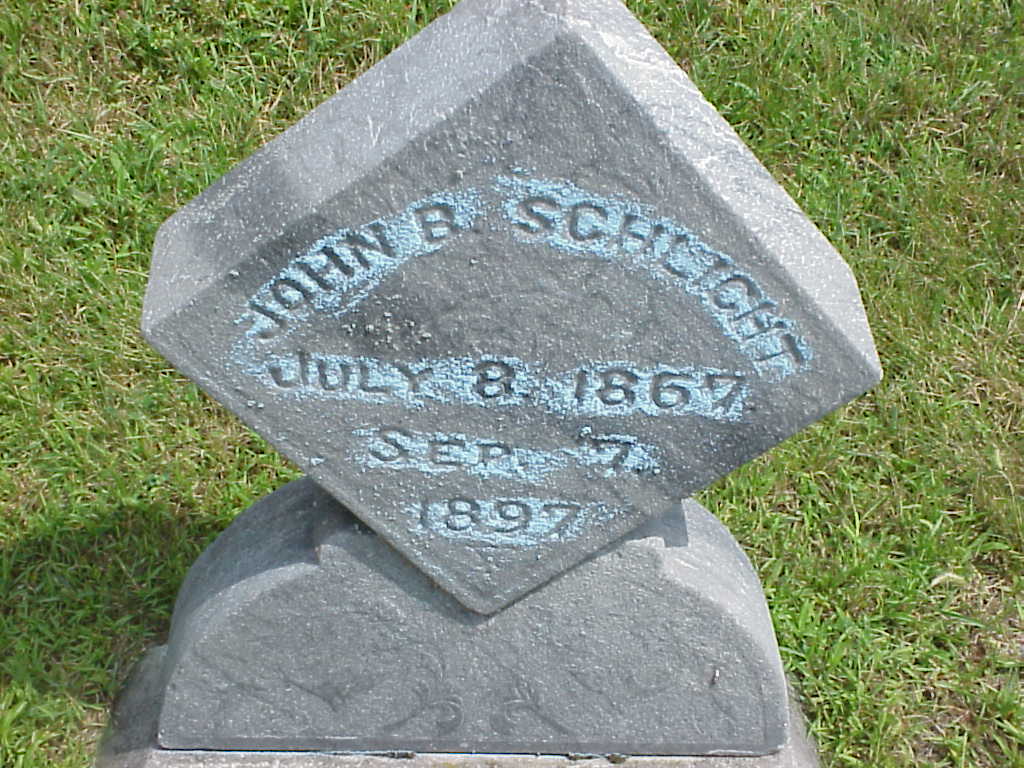 JOHN B. SCHLICHT
JULY 8. 1867.
SEP. 7.
1897